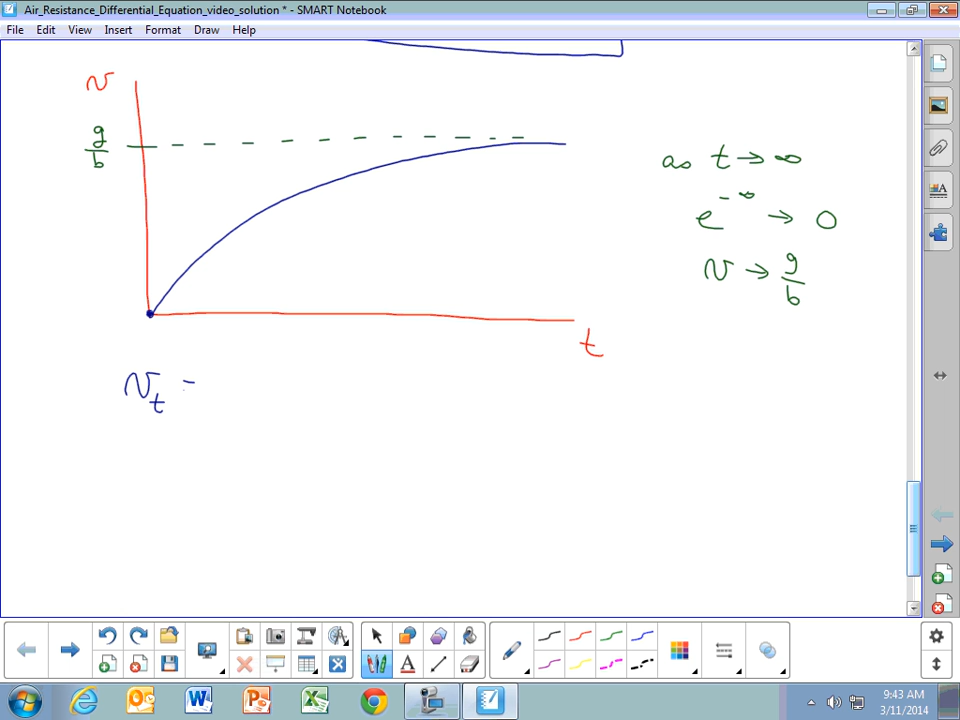 Air_Resistance_Differential_Equation_video_solution * - SMART Notebook
File Edit View Insert Format Draw Help
v
g/b
as t → ∞
e^-∞ → 0
v → g/b
t
v_t =
A
9:43 AM
3/11/2014